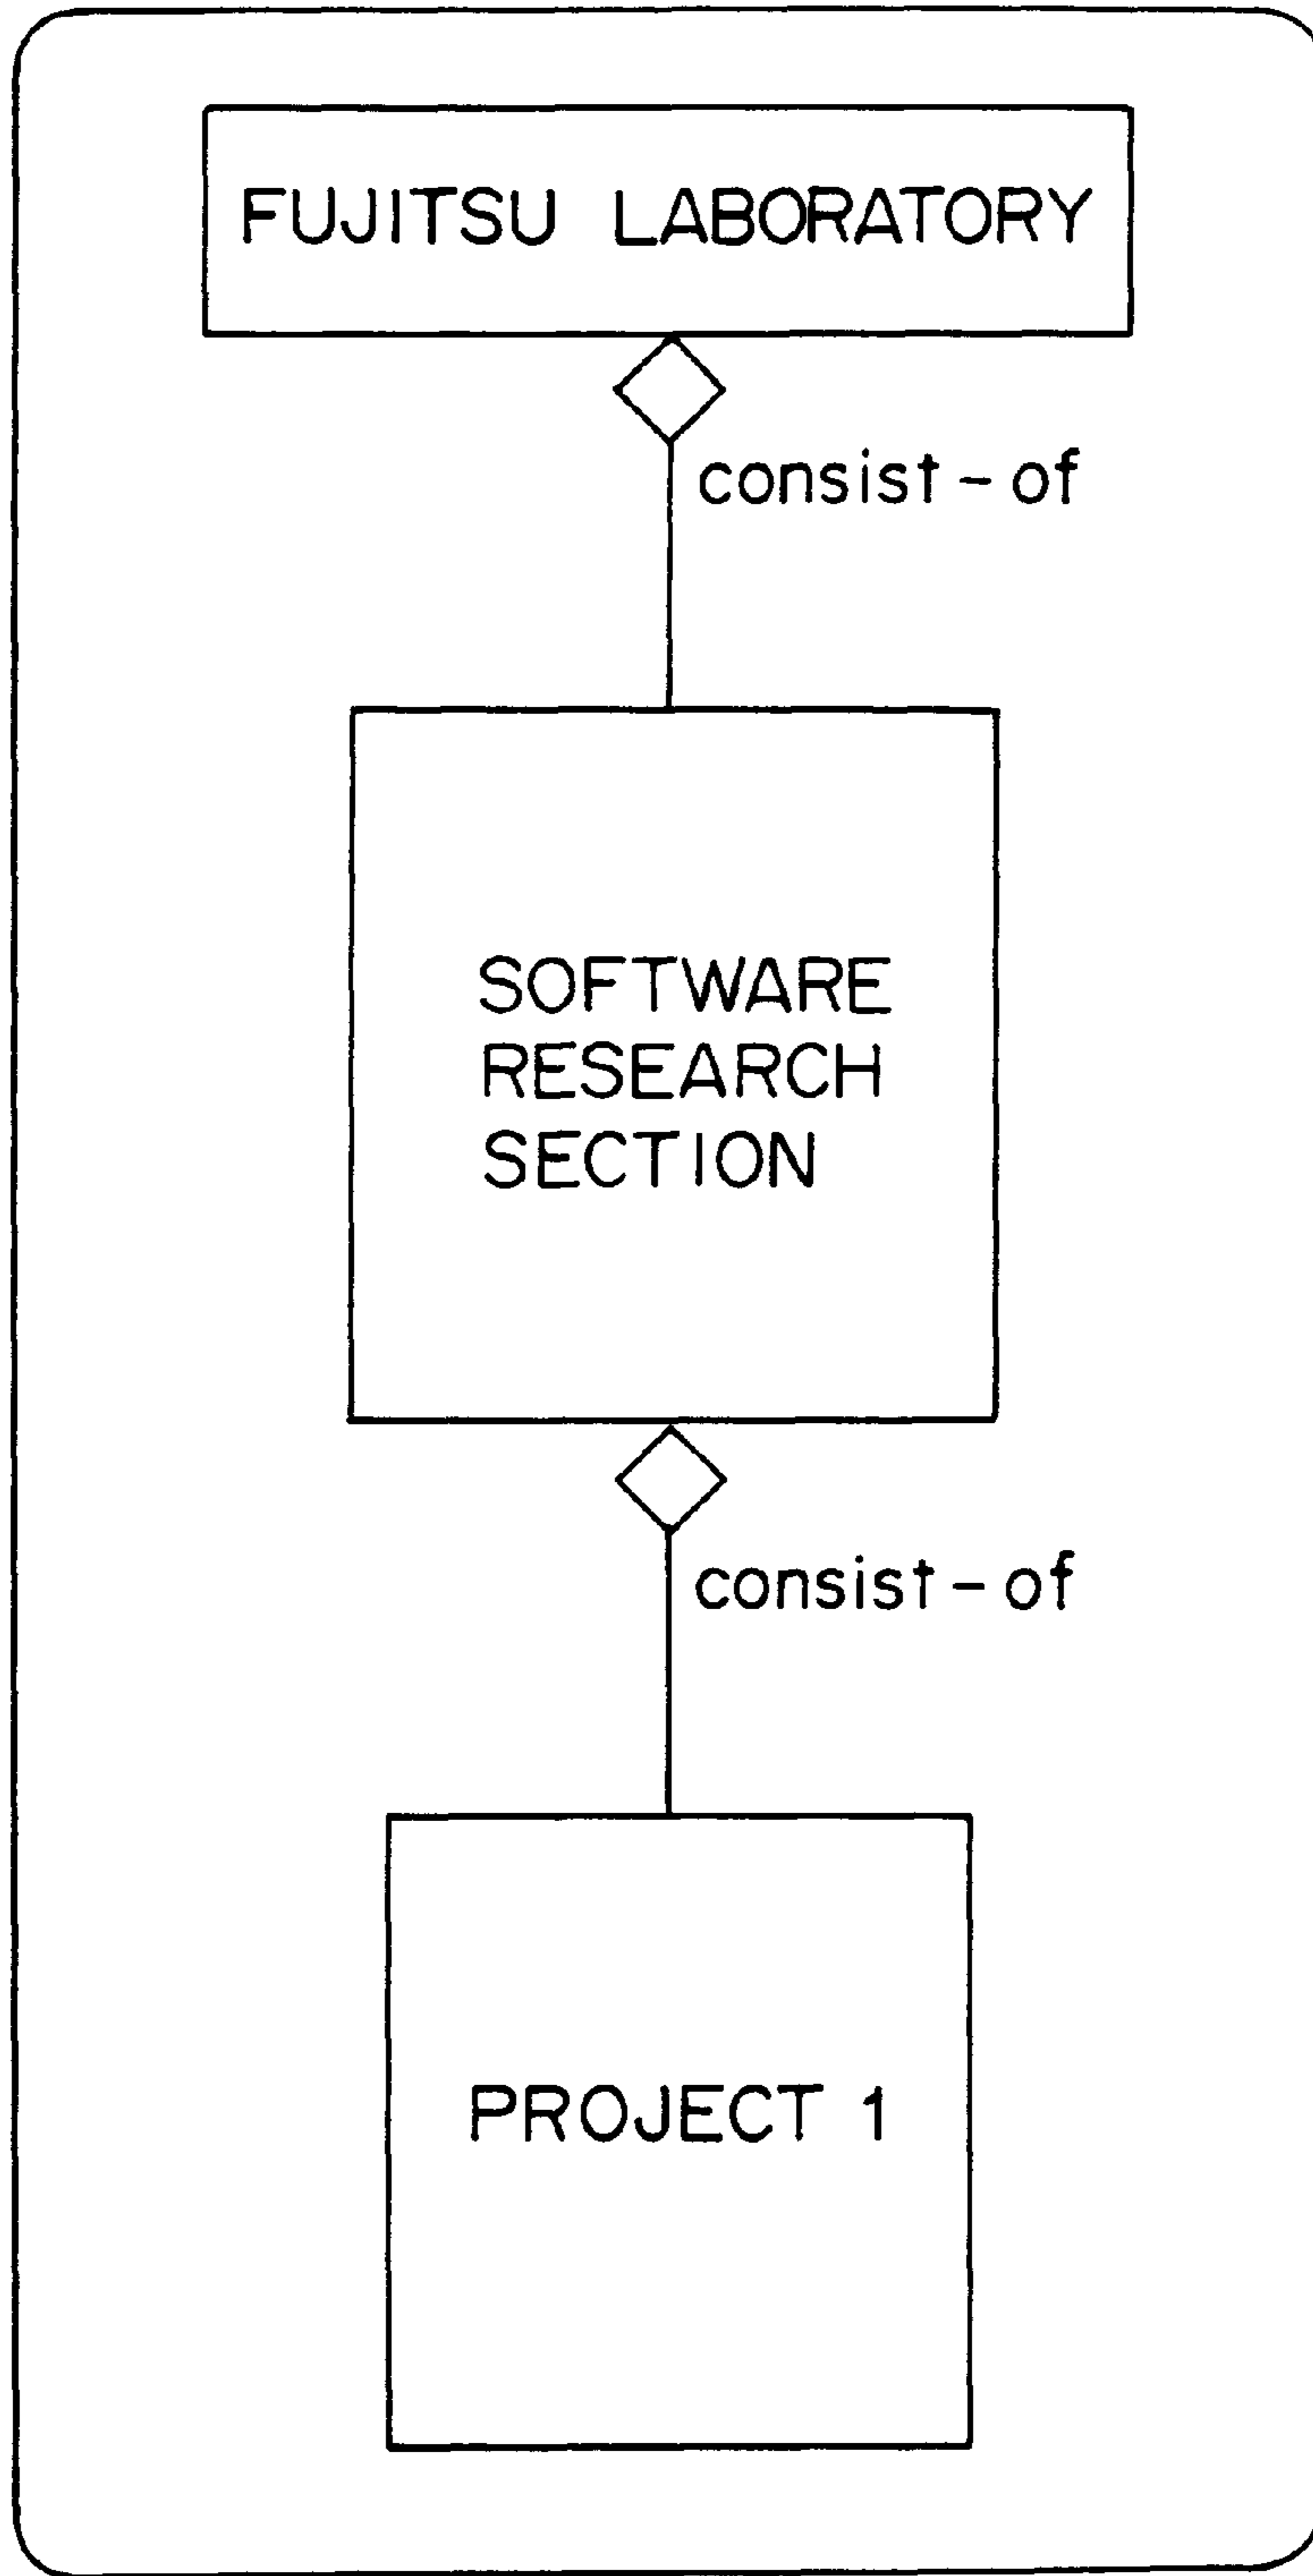 FUJITSU LABORATORY
consist-of
SOFTWARE
RESEARCH
SECTION
consist-of
PROJECT 1